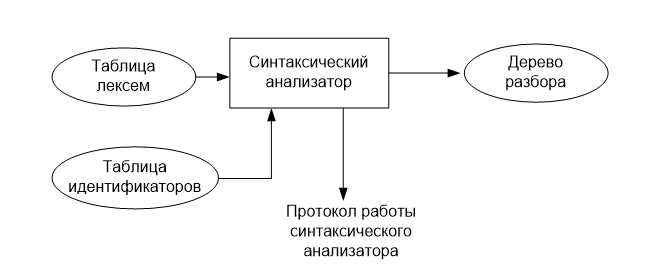 Таблица
лексем
Синтаксический
анализатор
Дерево
разбора
Таблица
идентификаторов
Протокол работы
синтаксического
анализатора